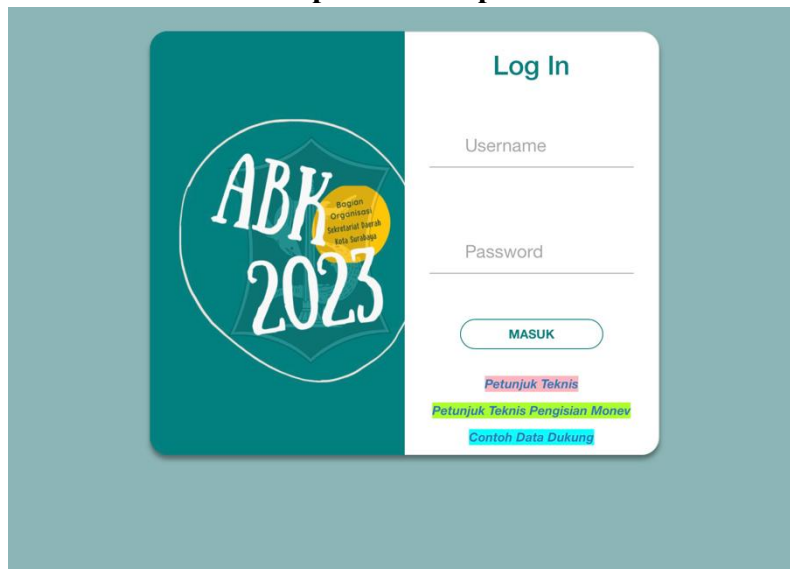 Log In
Username
Password
MASUK
Petunjuk Teknis
Petunjuk Teknis Pengisian Monev
Contoh Data Dukung
ABK
2023
Bagian
Organisasi
Sekretariat Daerah
Kota Surabaya